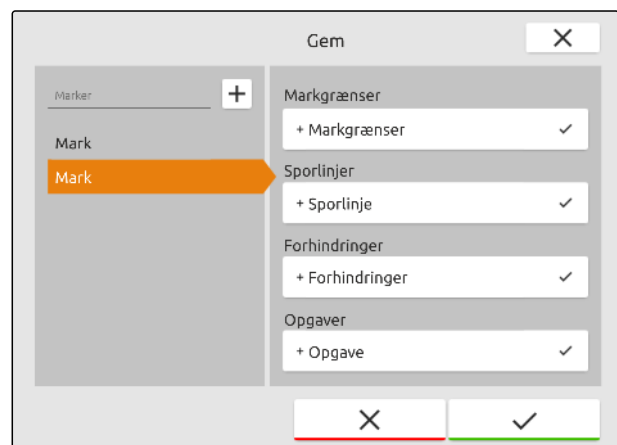 Gem
Marker
Mark
Mark
Markgrænser
+ Markgrænser
Sporlinjer
+ Sporlinje
Forhindringer
+ Forhindringer
Opgaver
+ Opgave